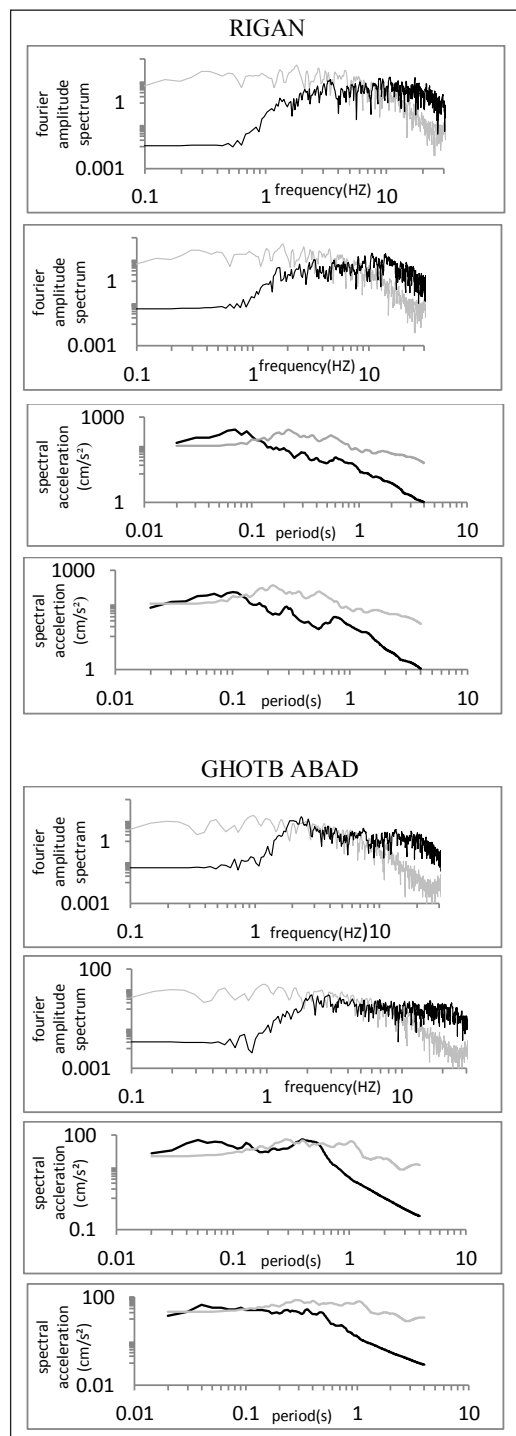 RIGAN
fourier
amplitude
spectrum
1
0.001
0.1
1
10
frequency(HZ)
fourier
amplitude
spectrum
1
0.001
0.1
1
10
frequency(HZ)
spectral
acceleration
(cm/s²)
1000
1
0.01
0.1
1
10
period(s)
spectral
accelertion
(cm/s²)
1000
1
0.01
0.1
1
10
period(s)
GHOTB ABAD
fourier
amplitude
spectram
1
0.001
0.1
1
frequency(HZ)
10
fourier
amplitude
spectrum
100
0.001
0.1
1
10
frequency(HZ)
spectral
accleration
(cm/s²)
100
0.1
0.01
0.1
1
10
period(s)
spectral
acceleration
(cm/s²)
100
0.01
0.01
0.1
1
10
period(s)